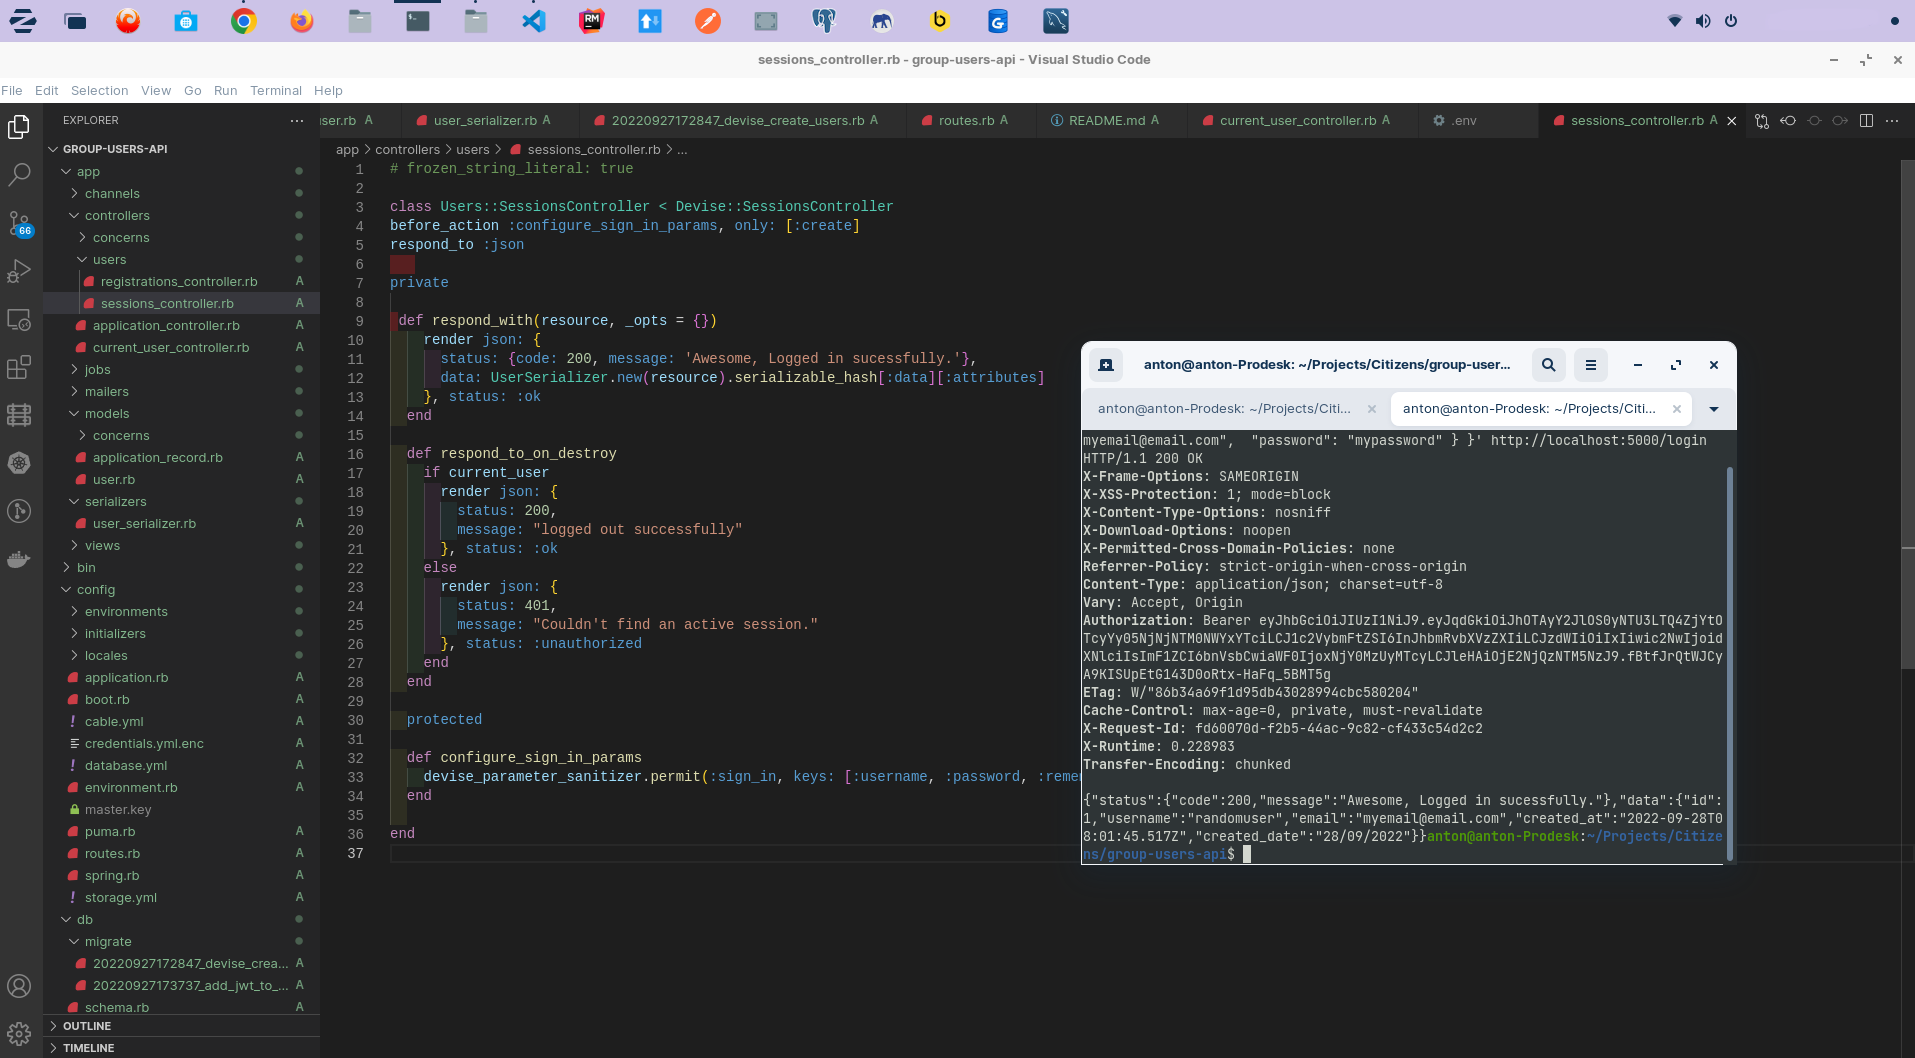 sessions_controller.rb - group-users-api - Visual Studio Code
File Edit Selection View Go Run Terminal Help
EXPLORER
GROUP-USERS-API
app
channels
controllers
concerns
users
registrations_controller.rb A
sessions_controller.rb A
application_controller.rb A
current_user_controller.rb A
jobs
mailers
models
concerns
application_record.rb A
user.rb A
serializers
user_serializer.rb A
views
bin
config
environments
initializers
locales
application.rb A
boot.rb A
cable.yml A
credentials.yml.enc A
database.yml A
environment.rb A
master.key
puma.rb A
routes.rb A
spring.rb A
storage.yml A
db
migrate
20220927172847_devise_crea... A
20220927173737_add_jwt_to_... A
schema.rb A
OUTLINE
TIMELINE
66
ser.rb A user_serializer.rb A 20220927172847_devise_create_users.rb A routes.rb A README.md A current_user_controller.rb A .env sessions_controller.rb A
app > controllers > users > sessions_controller.rb > ...
1 # frozen_string_literal: true
2
3 class Users::SessionsController < Devise::SessionsController
4 before_action :configure_sign_in_params, only: [:create]
5 respond_to :json
6
7 private
8
9 def respond_with(resource, _opts = {})
10 render json: {
11 status: {code: 200, message: 'Awesome, Logged in sucessfully.'},
12 data: UserSerializer.new(resource).serializable_hash[:data][:attributes]
13 }, status: :ok
14 end
15
16 def respond_to_on_destroy
17 if current_user
18 render json: {
19 status: 200,
20 message: "logged out successfully"
21 }, status: :ok
22 else
23 render json: {
24 status: 401,
25 message: "Couldn't find an active session."
26 }, status: :unauthorized
27 end
28 end
29
30 protected
31
32 def configure_sign_in_params
33 devise_parameter_sanitizer.permit(:sign_in, keys: [:username, :password, :remem
34 end
35
36 end
37
anton@anton-Prodesk: ~/Projects/Citizens/group-user...
anton@anton-Prodesk: ~/Projects/Citi... anton@anton-Prodesk: ~/Projects/Citi...
myemail@email.com", "password": "mypassword" } }' http://localhost:5000/login
HTTP/1.1 200 OK
X-Frame-Options: SAMEORIGIN
X-XSS-Protection: 1; mode=block
X-Content-Type-Options: nosniff
X-Download-Options: noopen
X-Permitted-Cross-Domain-Policies: none
Referrer-Policy: strict-origin-when-cross-origin
Content-Type: application/json; charset=utf-8
Vary: Accept, Origin
Authorization: Bearer eyJhbGciOiJIUzI1NiJ9.eyJqdGkiOiJhOTAyY2JlOS0yNTU3LTQ4ZjYtO
TcyYy05NjNjNTM0NWYxYTciLCJ1c2VybmFtZSI6InJhbmRvbXVzZXIiLCJzdWIiOiIxIiwic2NwIjoid
XNlciIsImF1ZCI6bnVsbCwiaWF0IjoxNjY0MzUyMTcyLCJleHAiOjE2NjQzNTM5NzJ9.fBtfJrQtWJCy
A9KISUpEtG143D0oRtx-HaFq_5BMT5g
ETag: W/"86b34a69f1d95db43028994cbc580204"
Cache-Control: max-age=0, private, must-revalidate
X-Request-Id: fd60070d-f2b5-44ac-9c82-cf433c54d2c2
X-Runtime: 0.228983
Transfer-Encoding: chunked
{"status":{"code":200,"message":"Awesome, Logged in sucessfully."},"data":{"id":
1,"username":"randomuser","email":"myemail@email.com","created_at":"2022-09-28T0
8:01:45.517Z","created_date":"28/09/2022"}}anton@anton-Prodesk:~/Projects/Citize
ns/group-users-api$